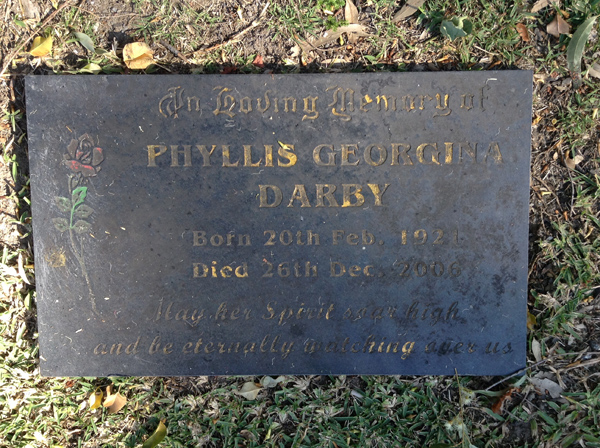 In Loving Memory of
PHYLLIS GEORGINA
DARBY
Born 20th Feb. 1921
Died 26th Dec. 2006
May her Spirit soar high
and be eternally watching over us